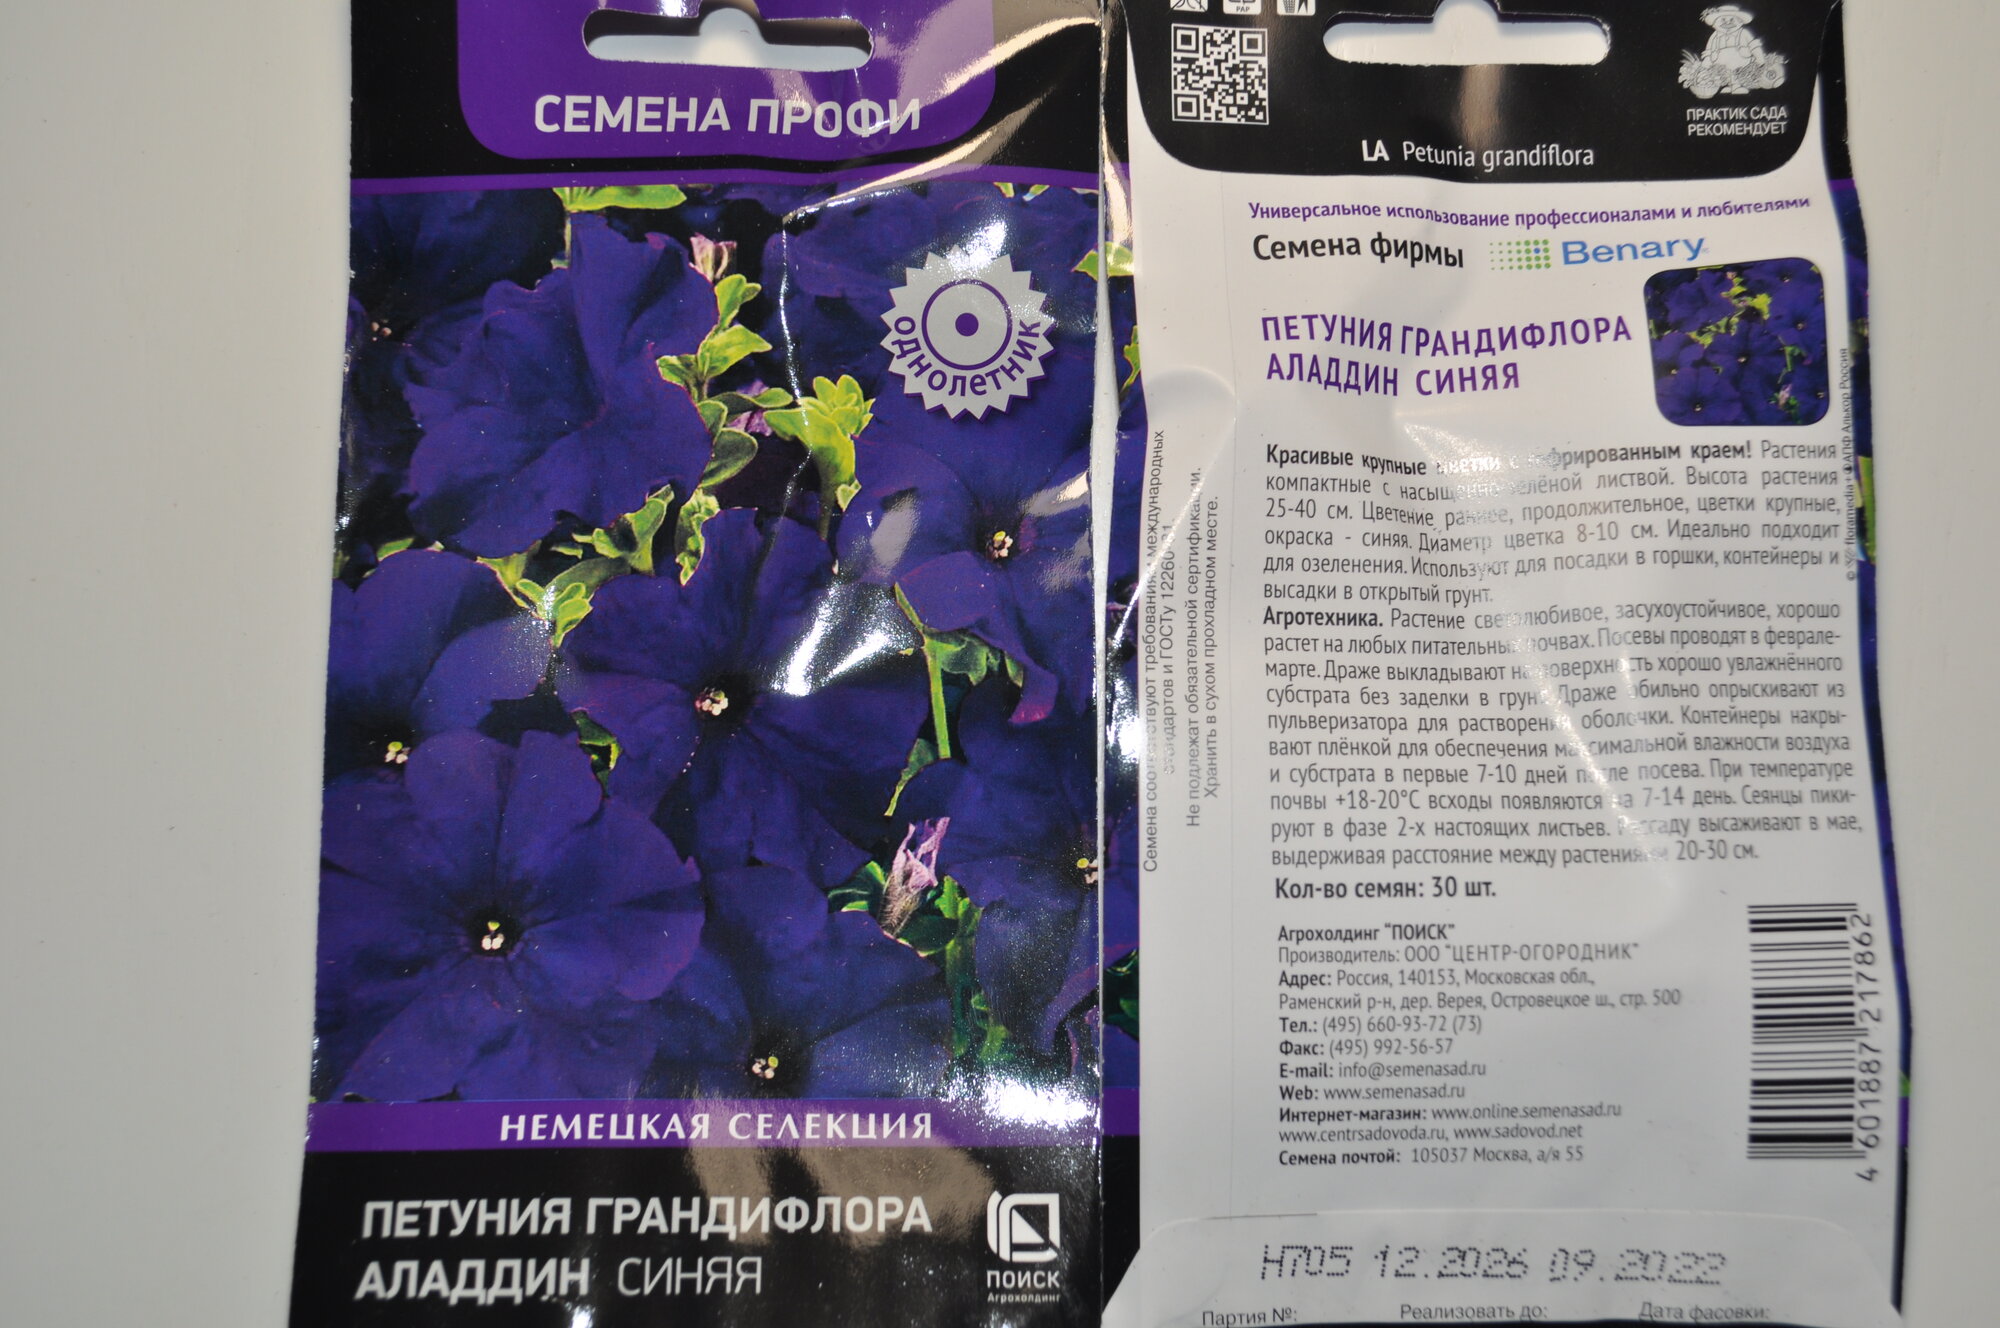 СЕМЕНА ПРОФИ
однолетник
НЕМЕЦКАЯ СЕЛЕКЦИЯ
ПЕТУНИЯ ГРАНДИФЛОРА
АЛАДДИН СИНЯЯ
ПОИСК
Агрохолдинг
PAP
ПРАКТИК САДА
РЕКОМЕНДУЕТ
LA Petunia grandiflora
Универсальное использование профессионалами и любителями
Семена фирмы Benary
ПЕТУНИЯ ГРАНДИФЛОРА
АЛАДДИН СИНЯЯ
Красивые крупные цветки с гофрированным краем! Растения
компактные с насыщенно-зелёной листвой. Высота растения
25-40 см. Цветение раннее, продолжительное, цветки крупные,
окраска - синяя. Диаметр цветка 8-10 см. Идеально подходит
для озеленения. Используют для посадки в горшки, контейнеры и
высадки в открытый грунт.
Агротехника. Растение светолюбивое, засухоустойчивое, хорошо
растет на любых питательных почвах. Посевы проводят в феврале-
марте. Драже выкладывают на поверхность хорошо увлажнённого
субстрата без заделки в грунт. Драже обильно опрыскивают из
пульверизатора для растворения оболочки. Контейнеры накры-
вают плёнкой для обеспечения максимальной влажности воздуха
и субстрата в первые 7-10 дней после посева. При температуре
почвы +18-20°С всходы появляются на 7-14 день. Сеянцы пики-
руют в фазе 2-х настоящих листьев. Рассаду высаживают в мае,
выдерживая расстояние между растениями 20-30 см.
Кол-во семян: 30 шт.
Агрохолдинг "ПОИСК"
Производитель: ООО "ЦЕНТР-ОГОРОДНИК"
Адрес: Россия, 140153, Московская обл.,
Раменский р-н, дер. Верея, Островецкое ш., стр. 500
Тел.: (495) 660-93-72 (73)
Факс: (495) 992-56-57
E-mail: info@semenasad.ru
Web: www.semenasad.ru
Интернет-магазин: www.online.semenasad.ru
www.centrsadovoda.ru, www.sadovod.net
Семена почтой: 105037 Москва, а/я 55
4 601887 217862
Семена соответствуют требованиям международных
стандартов и ГОСТу 12260-81
Не подлежат обязательной сертификации.
Хранить в сухом прохладном месте.
Н705 12.2026 09.2022
Партия №: Реализовать до: Дата фасовки: